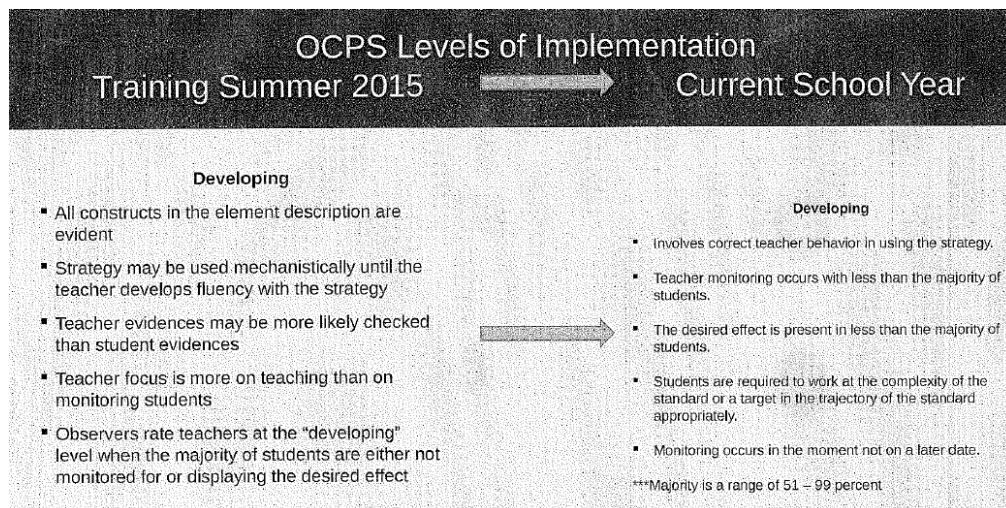 OCPS Levels of Implementation
Training Summer 2015
Current School Year
Developing
▪ All constructs in the element description are
evident
▪ Strategy may be used mechanistically until the
teacher develops fluency with the strategy
▪ Teacher evidences may be more likely checked
than student evidences
▪ Teacher focus is more on teaching than on
monitoring students
▪ Observers rate teachers at the “developing”
level when the majority of students are either not
monitored for or displaying the desired effect
Developing
▪ Involves correct teacher behavior in using the strategy.
▪ Teacher monitoring occurs with less than the majority of
students.
▪ The desired effect is present in less than the majority of
students.
▪ Students are required to work at the complexity of the
standard or a target in the trajectory of the standard
appropriately.
▪ Monitoring occurs in the moment not on a later date.
***Majority is a range of 51 – 99 percent